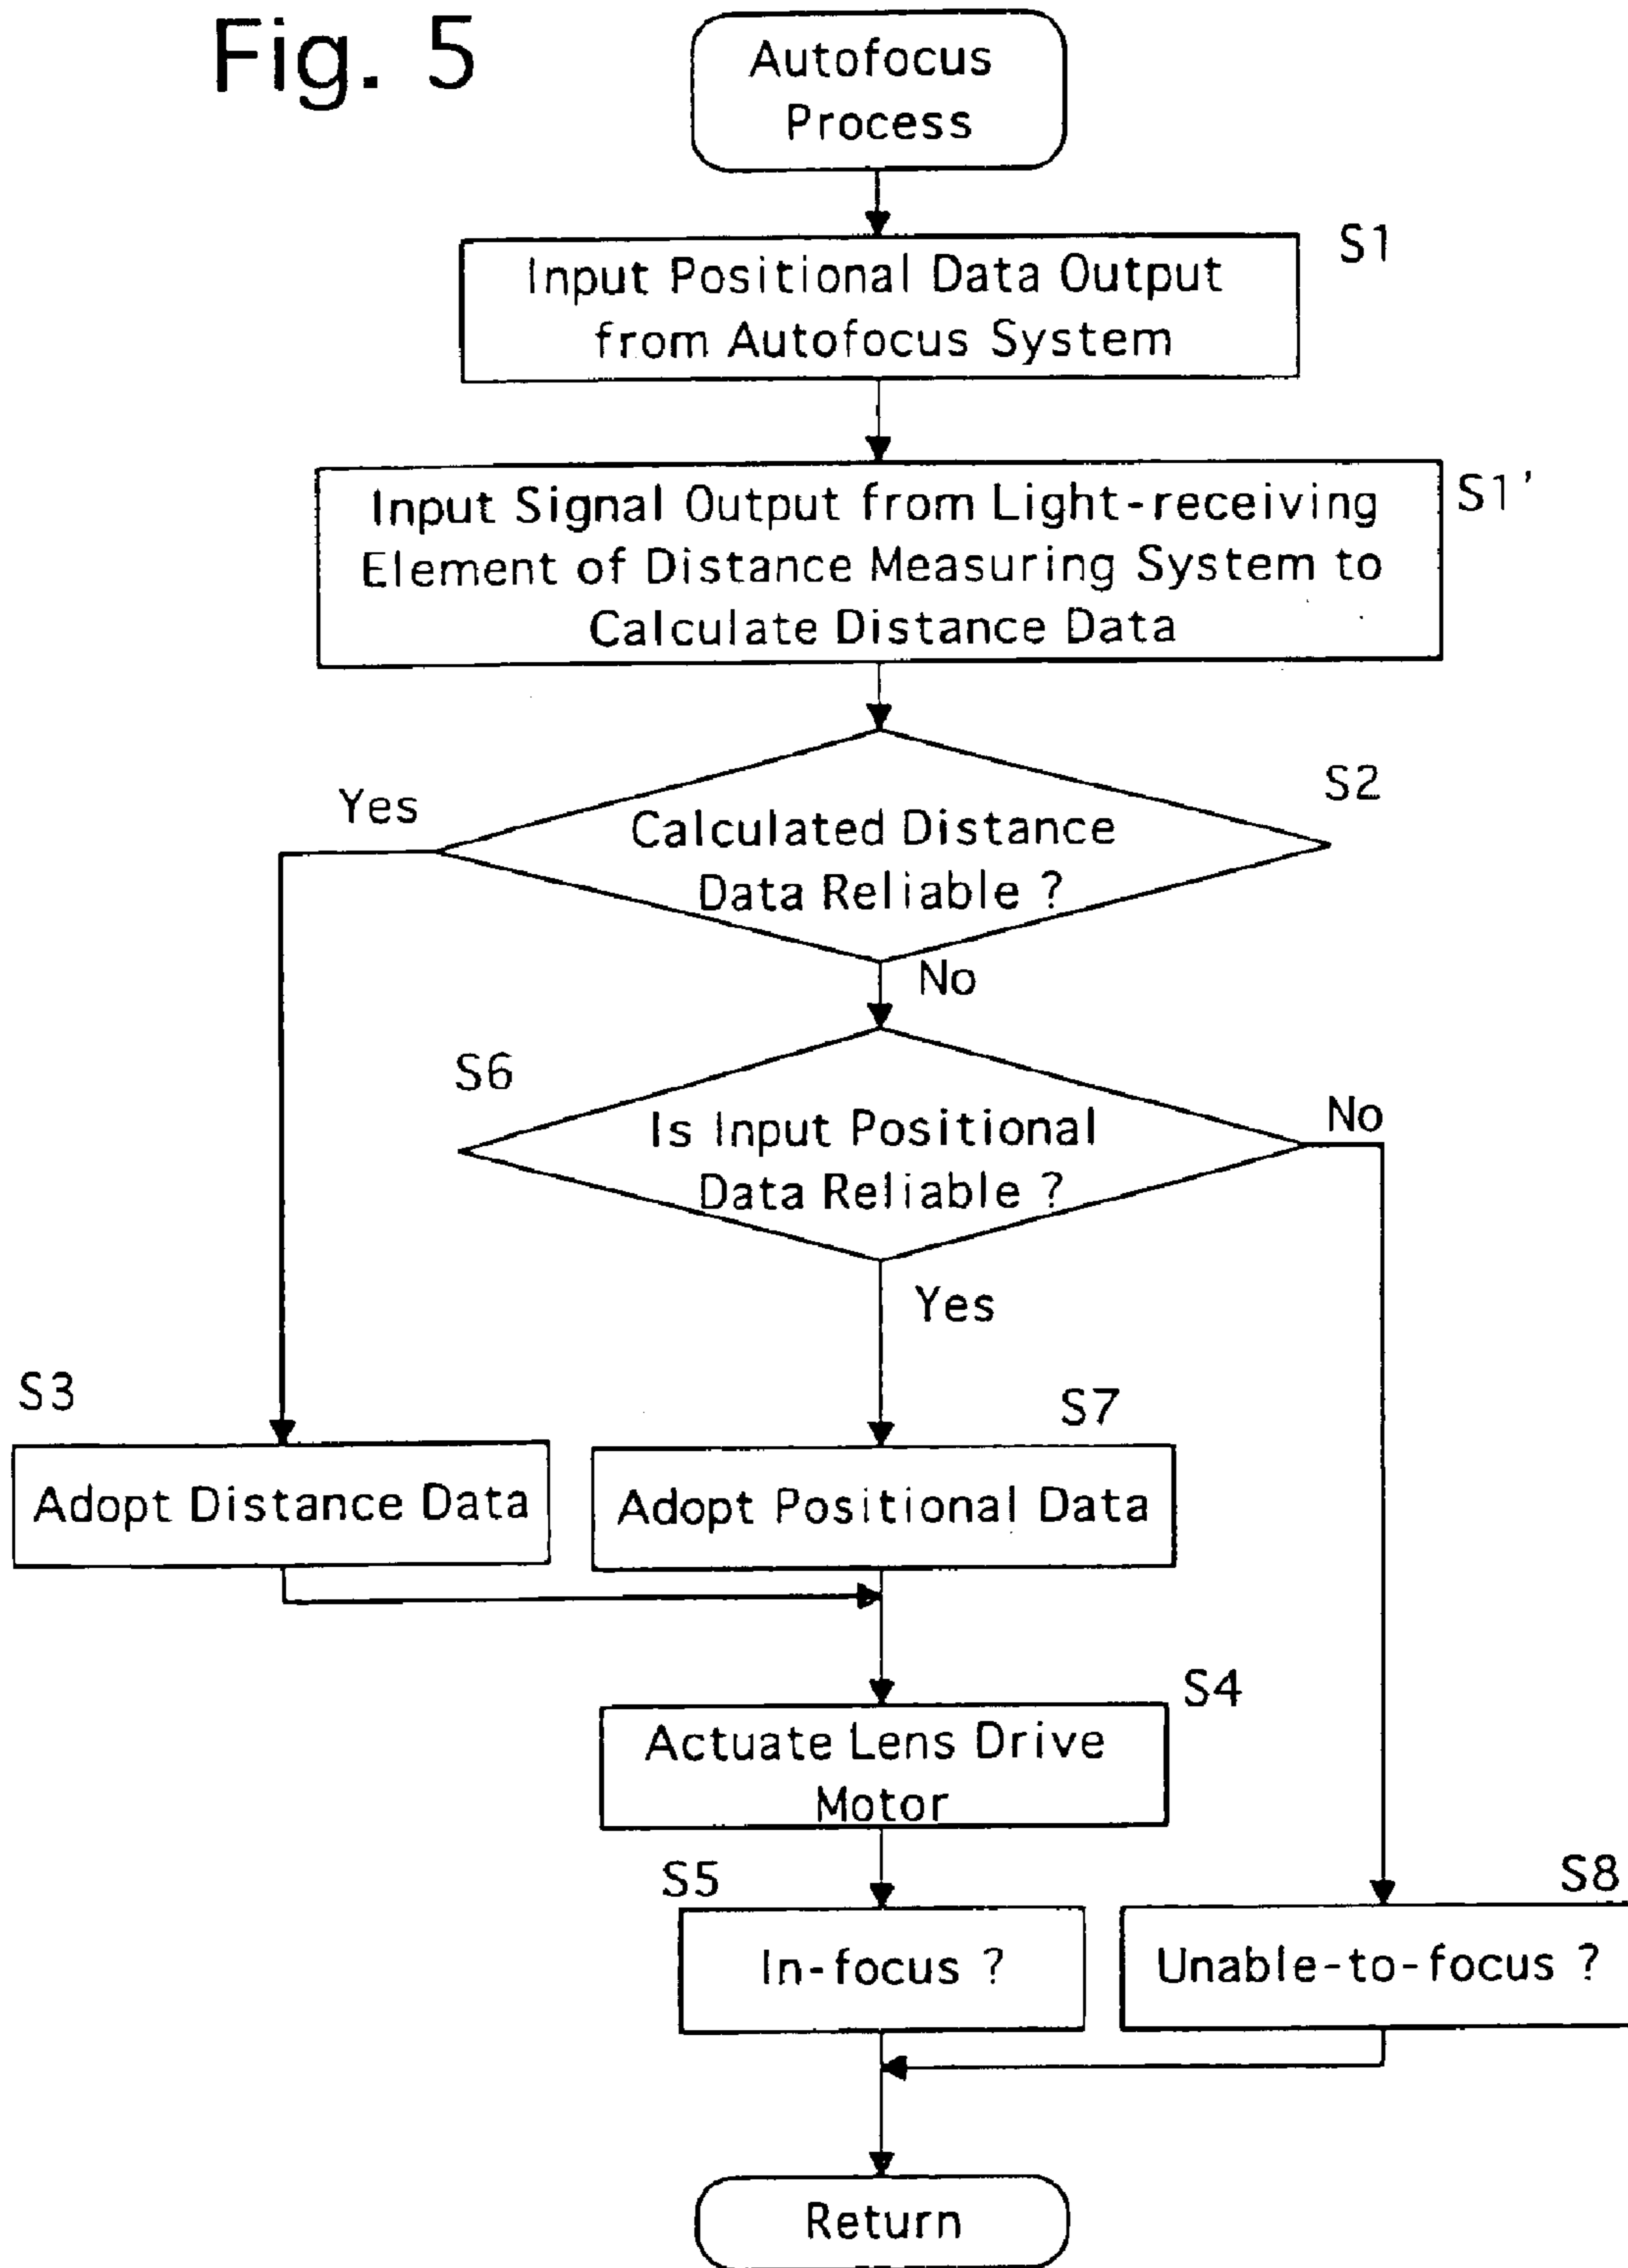 Fig. 5
Autofocus
Process
S1
Input Positional Data Output
from Autofocus System
S1'
Input Signal Output from Light-receiving
Element of Distance Measuring System to
Calculate Distance Data
S2
Yes
Calculated Distance
Data Reliable ?
No
S6
Is Input Positional
Data Reliable ?
No
Yes
S3
Adopt Distance Data
S7
Adopt Positional Data
S4
Actuate Lens Drive
Motor
S5
In-focus ?
S8
Unable-to-focus ?
Return